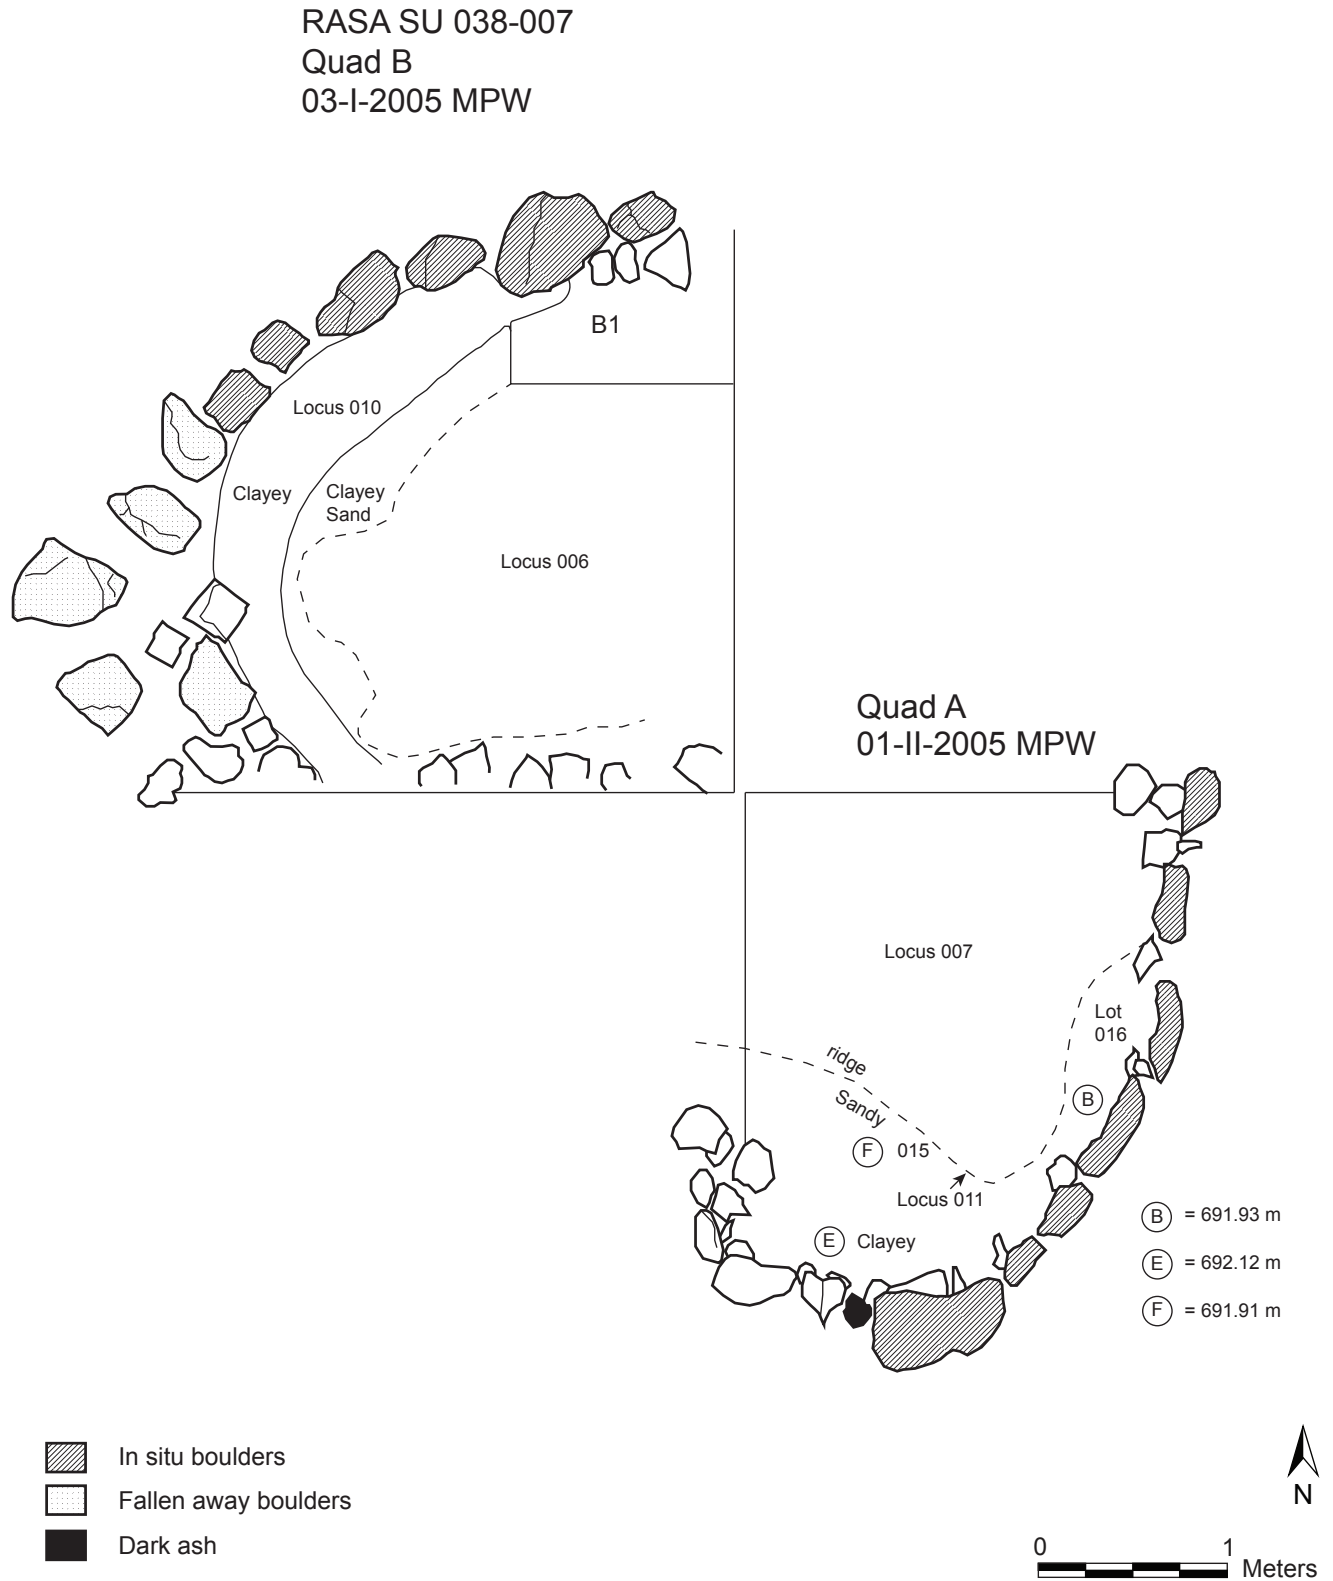 RASA SU 038-007
Quad B
03-I-2005 MPW
B1
Locus 010
Clayey
Clayey
Sand
Locus 006
Quad A
01-II-2005 MPW
Locus 007
Lot
016
ridge
Sandy
B
F 015
Locus 011
E Clayey
B = 691.93 m
E = 692.12 m
F = 691.91 m
In situ boulders
Fallen away boulders
Dark ash
N
0 1
Meters